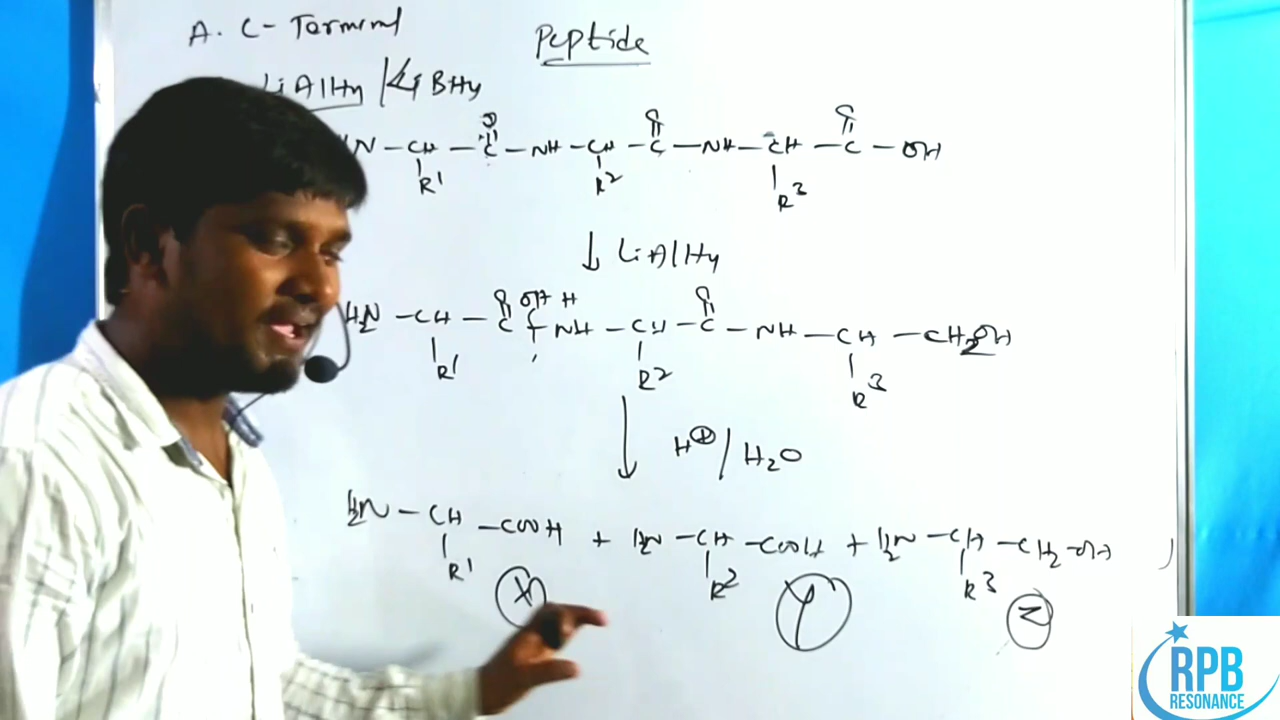 A. C- Terminal
Peptide
LiAlH4 / LiBH4
O O O
H2N - CH - C - NH - CH - C - NH - CH - C - OH
R1 R2 R3
↓ LiAlH4
O OH H O
H2N - CH - C - NH - CH - C - NH - CH - CH2OH
R1 R2 R3
↓ H⊕ / H2O
H2N - CH - COOH + H2N - CH - COOH + H2N - CH - CH2-OH
R1 R2 R3
X Y Z
RPB
RESONANCE